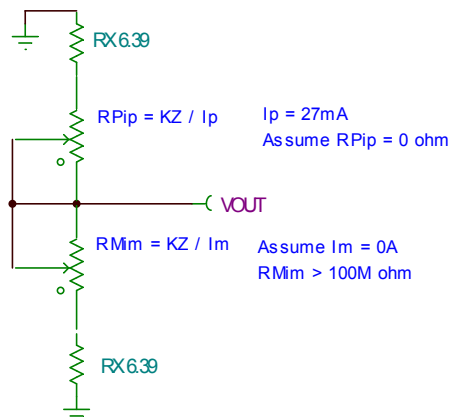 RX6.39
RPip = KZ / Ip
Ip = 27mA
Assume RPip = 0 ohm
VOUT
RMim = KZ / Im
Assume Im = 0A
RMim > 100M ohm
RX6.39